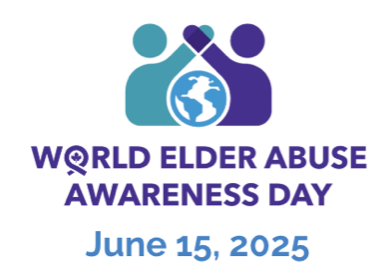 WORLD ELDER ABUSE
AWARENESS DAY
June 15, 2025